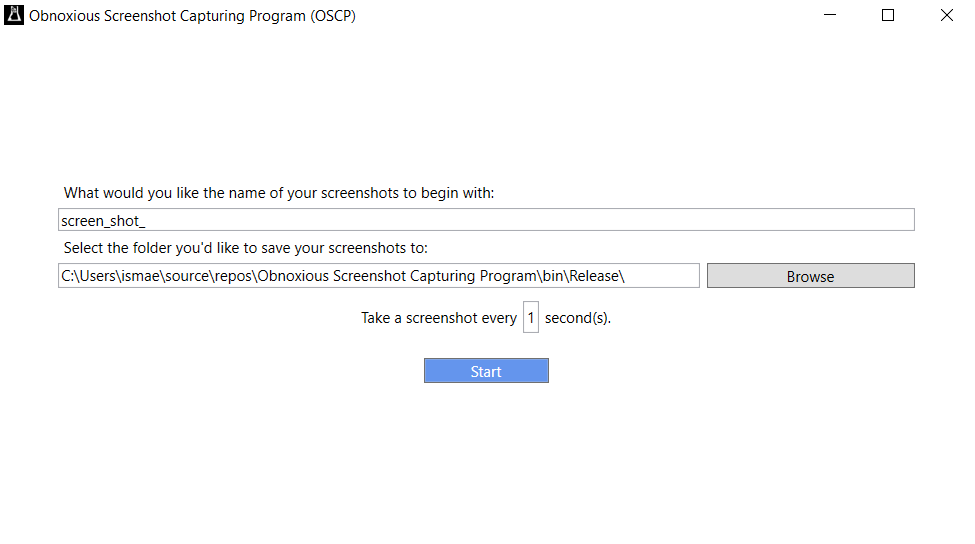 Obnoxious Screenshot Capturing Program (OSCP)
What would you like the name of your screenshots to begin with:
screen_shot_
Select the folder you'd like to save your screenshots to:
C:\Users\ismae\source\repos\Obnoxious Screenshot Capturing Program\bin\Release\ Browse
Take a screenshot every 1 second(s).
Start